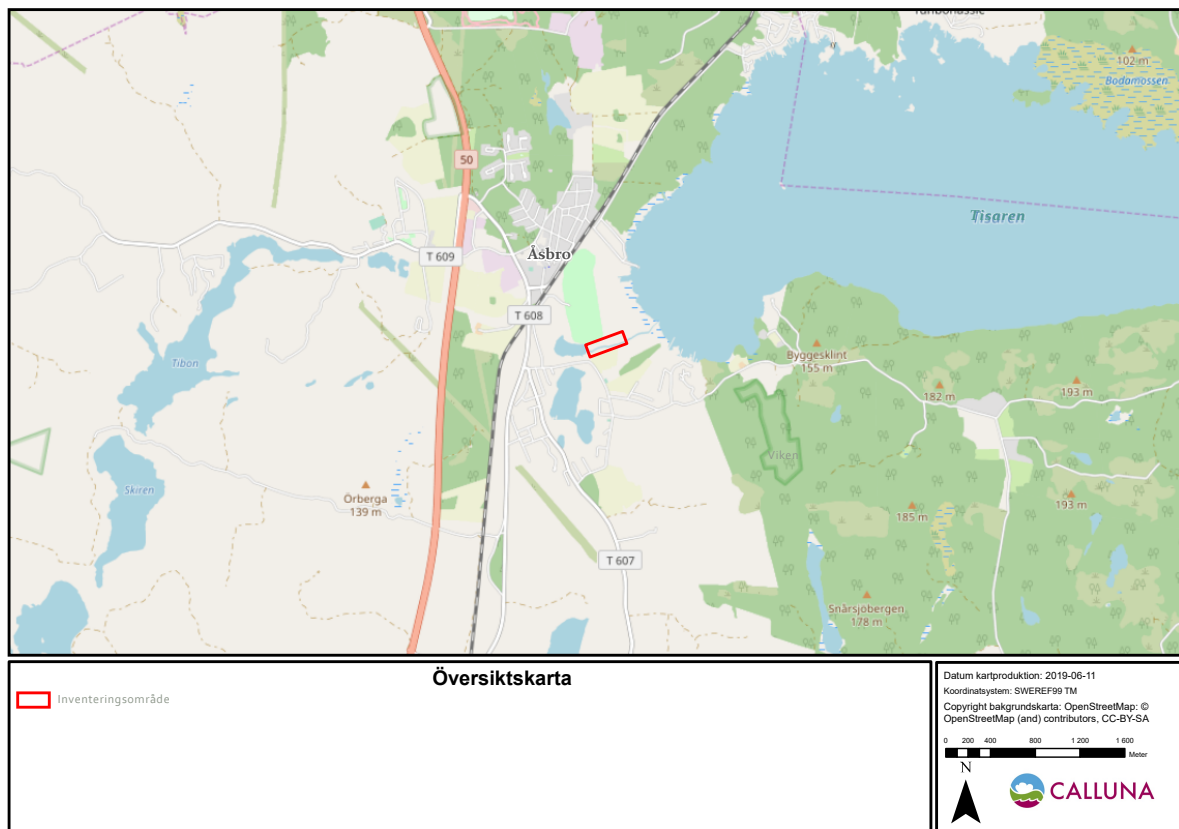 102 m
Bodamossen
50
Tisaren
Åsbro
T 609
T 608
Tibon
Byggesklint
155 m
182 m
193 m
Viken
Skiren
Örberga
139 m
185 m
193 m
T 607
Snårsjöbergen
178 m
Översiktskarta
Inventeringsområde
Datum kartproduktion: 2019-06-11
Koordinatsystem: SWEREF99 TM
Copyright bakgrundskarta: OpenStreetMap: ©
OpenStreetMap (and) contributors, CC-BY-SA
0 200 400 800 1 200 1 600
Meter
N
CALLUNA